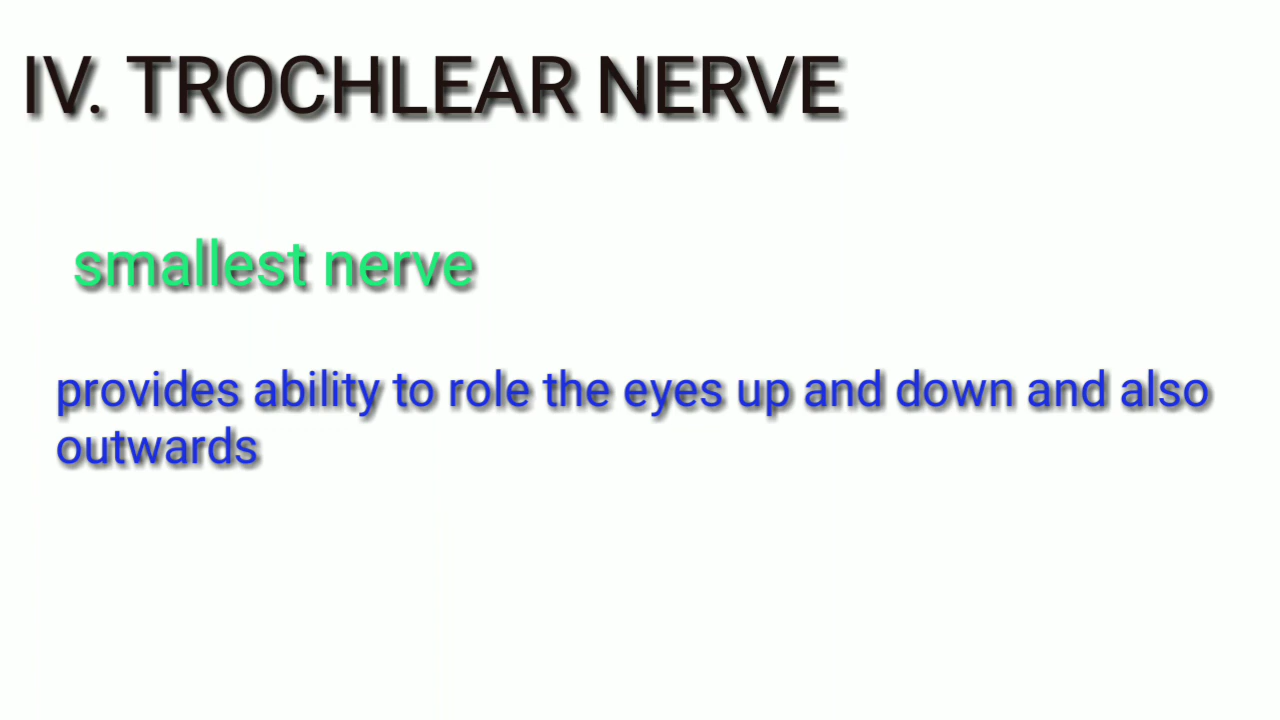 IV. TROCHLEAR NERVE
smallest nerve
provides ability to role the eyes up and down and also
outwards